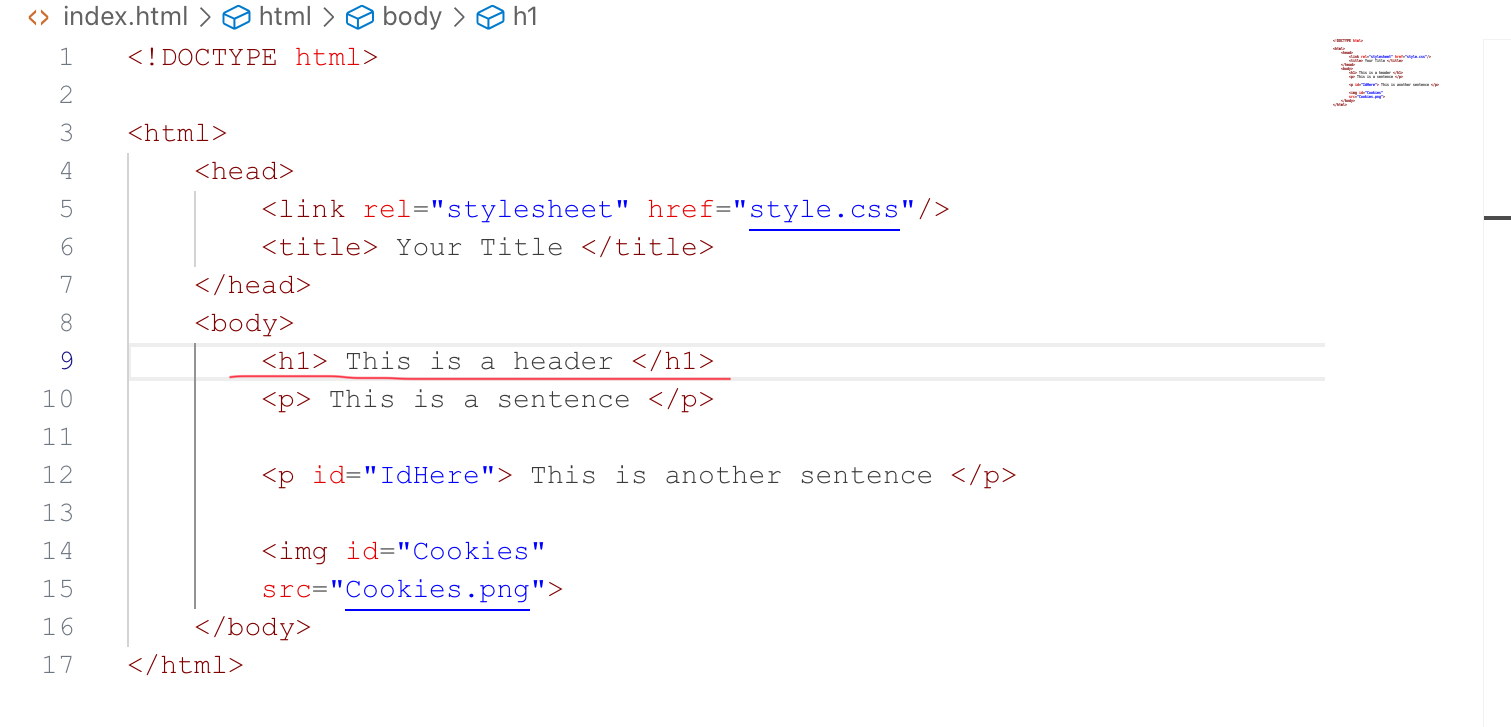 index.html > html > body > h1
1 <!DOCTYPE html>
2
3 <html>
4     <head>
5         <link rel="stylesheet" href="style.css"/>
6         <title> Your Title </title>
7     </head>
8     <body>
9         <h1> This is a header </h1>
10         <p> This is a sentence </p>
11
12         <p id="IdHere"> This is another sentence </p>
13
14         <img id="Cookies"
15         src="Cookies.png">
16     </body>
17 </html>